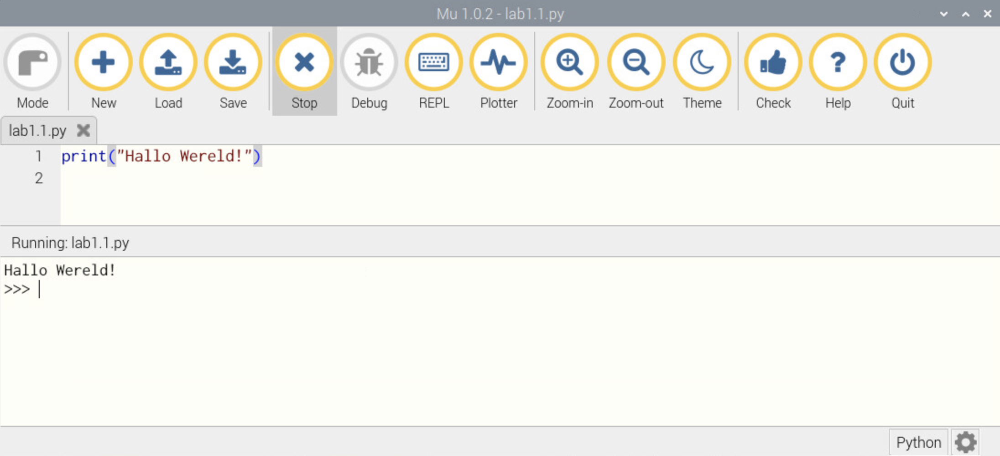 Mu 1.0.2 - lab1.1.py
Mode New Load Save Stop Debug REPL Plotter Zoom-in Zoom-out Theme Check Help Quit
lab1.1.py
1 print("Hallo Wereld!")
2
Running: lab1.1.py
Hallo Wereld!
>>>
Python